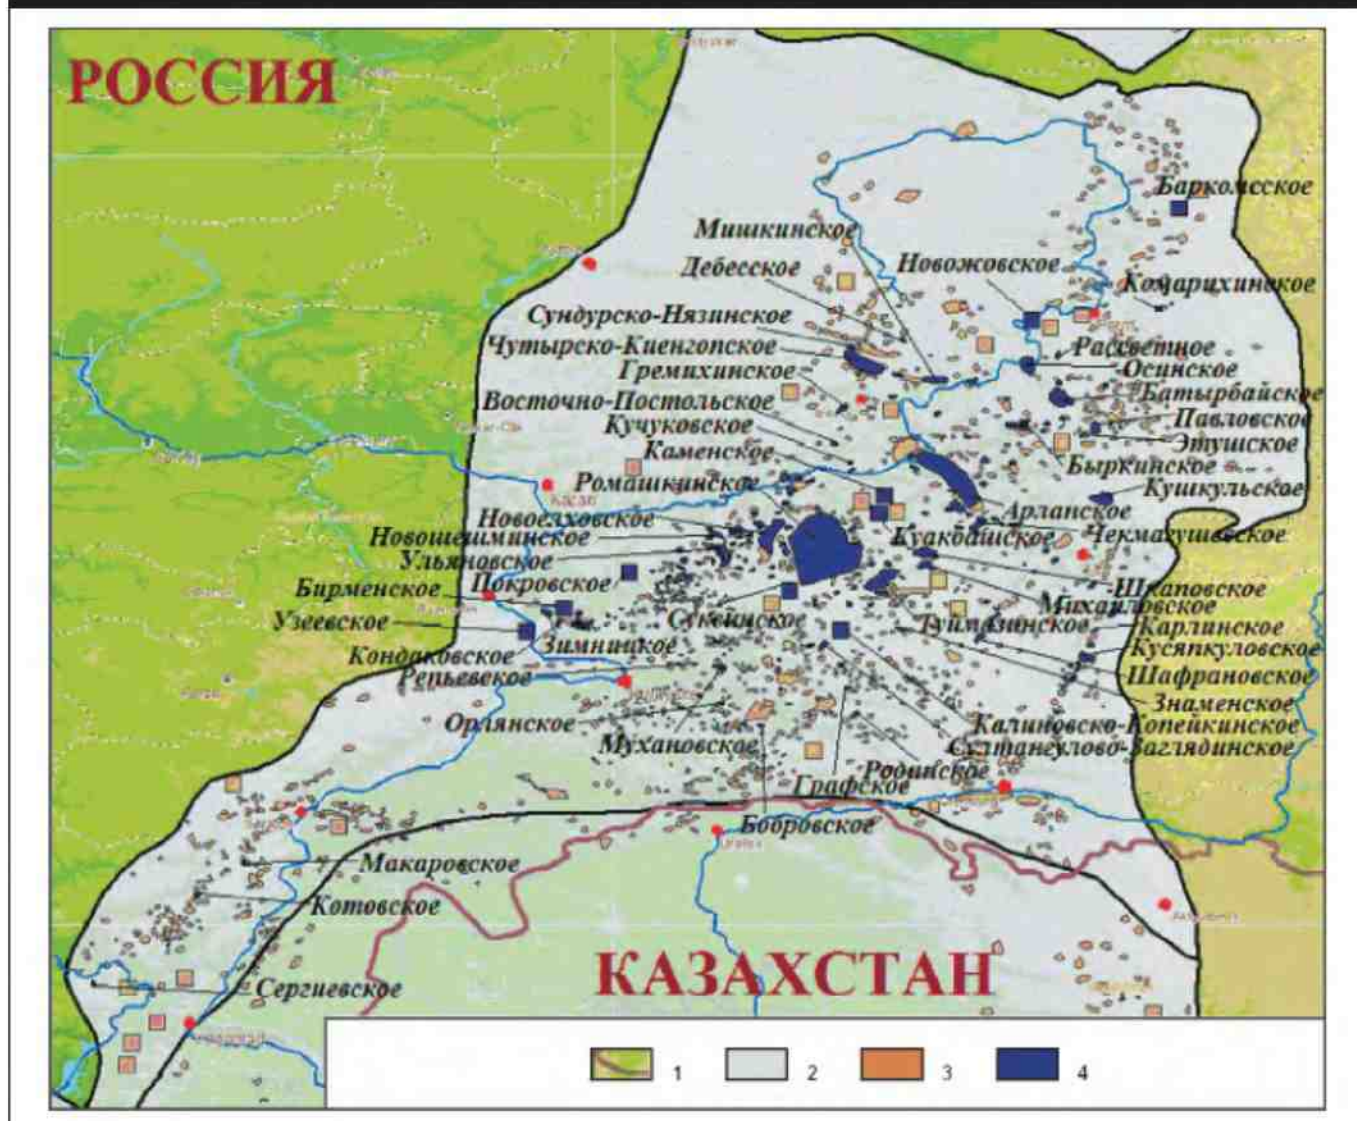 РОССИЯ
Баркомсское
Мишкинское
Дебесское
Новожовское
Комарихинское
Сундурско-Нязинское
Чутырско-Киенгопское
Рассветное
Гремихинское
Осинское
Батырбайское
Восточно-Постольское
Павловское
Кучуковское
Этушское
Каменское
Быркинское
Ромашкинское
Кушкульское
Новоелховское
Арланское
Новошешминское
Куакбашское
Чекмагушевское
Ульяновское
Бирменское
Покровское
Шкаповское
Михайловское
Узеевское
Суксинское
Туймазинское
Карлинское
Зимницкое
Кусяпкуловское
Кондаковское
Репьевское
Шафрановское
Знаменское
Орлянское
Калиновско-Копейкинское
Мухановское
Султангулово-Заглядинское
Родинское
Графское
Бобровское
Макаровское
Котовское
КАЗАХСТАН
Сергиевское
1 2 3 4